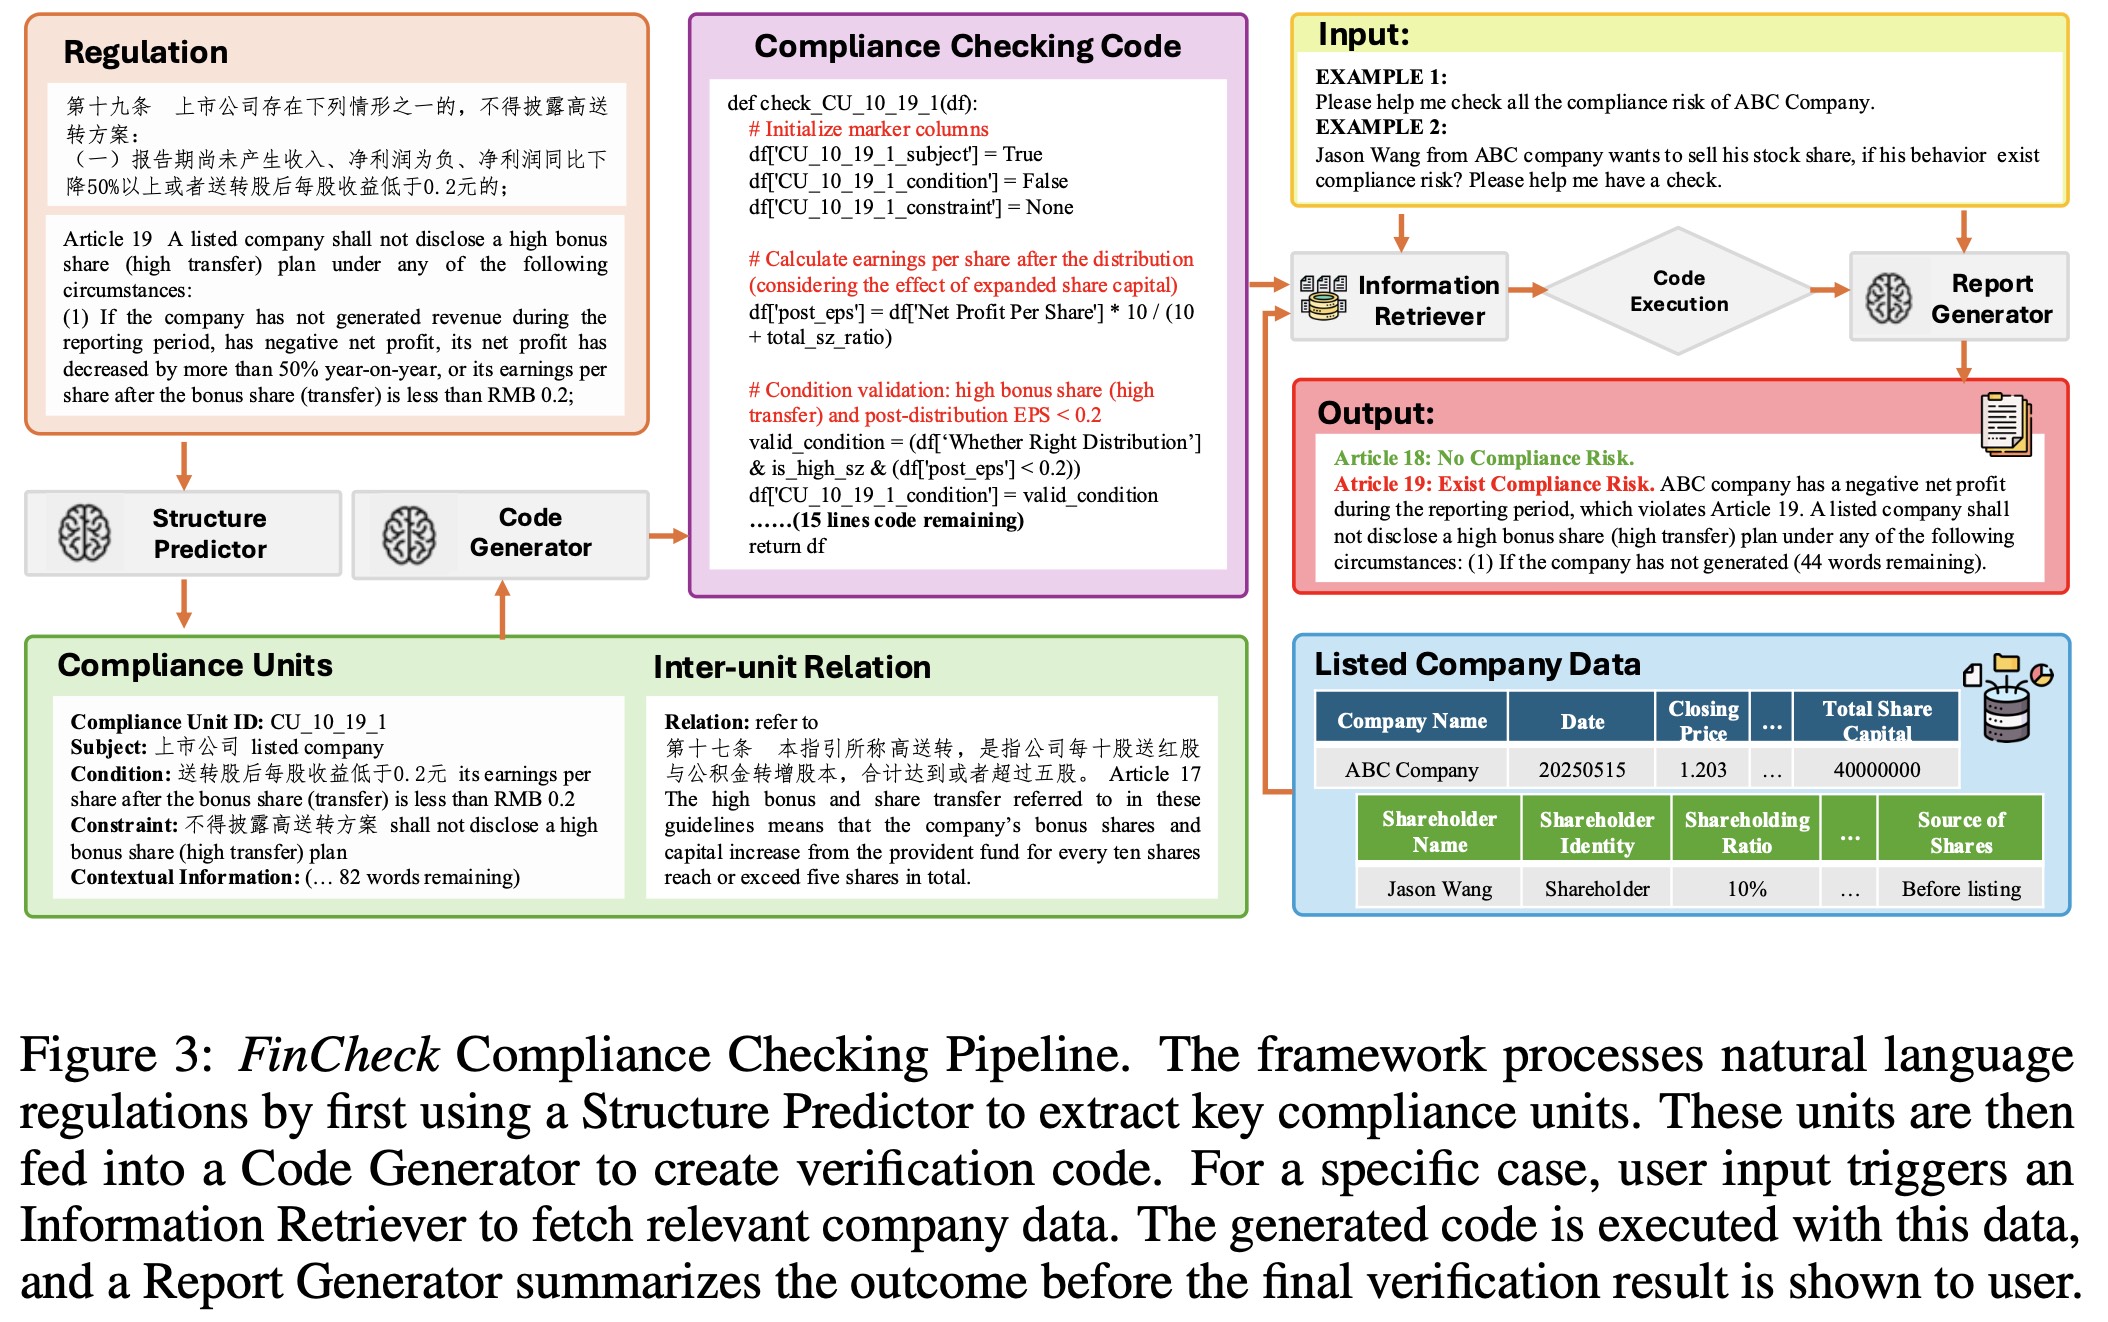 Regulation
第十九条　上市公司存在下列情形之一的，不得披露高送
转方案：
（一）报告期尚未产生收入、净利润为负、净利润同比下
降50%以上或者送转股后每股收益低于0.2元的；
Article 19 A listed company shall not disclose a high bonus
share (high transfer) plan under any of the following
circumstances:
(1) If the company has not generated revenue during the
reporting period, has negative net profit, its net profit has
decreased by more than 50% year-on-year, or its earnings per
share after the bonus share (transfer) is less than RMB 0.2;
Structure
Predictor
Code
Generator
Compliance Checking Code
def check_CU_10_19_1(df):
# Initialize marker columns
df['CU_10_19_1_subject'] = True
df['CU_10_19_1_condition'] = False
df['CU_10_19_1_constraint'] = None
# Calculate earnings per share after the distribution
(considering the effect of expanded share capital)
df['post_eps'] = df['Net Profit Per Share'] * 10 / (10
+ total_sz_ratio)
# Condition validation: high bonus share (high
transfer) and post-distribution EPS < 0.2
valid_condition = (df[‘Whether Right Distribution’]
& is_high_sz & (df['post_eps'] < 0.2))
df['CU_10_19_1_condition'] = valid_condition
……(15 lines code remaining)
return df
Compliance Units
Compliance Unit ID: CU_10_19_1
Subject: 上市公司 listed company
Condition: 送转股后每股收益低于0.2元 its earnings per
share after the bonus share (transfer) is less than RMB 0.2
Constraint: 不得披露高送转方案 shall not disclose a high
bonus share (high transfer) plan
Contextual Information: (… 82 words remaining)
Inter-unit Relation
Relation: refer to
第十七条　本指引所称高送转，是指公司每十股送红股
与公积金转增股本，合计达到或者超过五股。 Article 17
The high bonus and share transfer referred to in these
guidelines means that the company’s bonus shares and
capital increase from the provident fund for every ten shares
reach or exceed five shares in total.
Input:
EXAMPLE 1:
Please help me check all the compliance risk of ABC Company.
EXAMPLE 2:
Jason Wang from ABC company wants to sell his stock share, if his behavior exist
compliance risk? Please help me have a check.
Information
Retriever
Code
Execution
Report
Generator
Output:
Article 18: No Compliance Risk.
Atricle 19: Exist Compliance Risk. ABC company has a negative net profit
during the reporting period, which violates Article 19. A listed company shall
not disclose a high bonus share (high transfer) plan under any of the following
circumstances: (1) If the company has not generated (44 words remaining).
Listed Company Data
Company Name Date Closing Price … Total Share Capital
ABC Company 20250515 1.203 … 40000000
Shareholder Name Shareholder Identity Shareholding Ratio … Source of Shares
Jason Wang Shareholder 10% … Before listing
Figure 3: FinCheck Compliance Checking Pipeline. The framework processes natural language
regulations by first using a Structure Predictor to extract key compliance units. These units are then
fed into a Code Generator to create verification code. For a specific case, user input triggers an
Information Retriever to fetch relevant company data. The generated code is executed with this data,
and a Report Generator summarizes the outcome before the final verification result is shown to user.